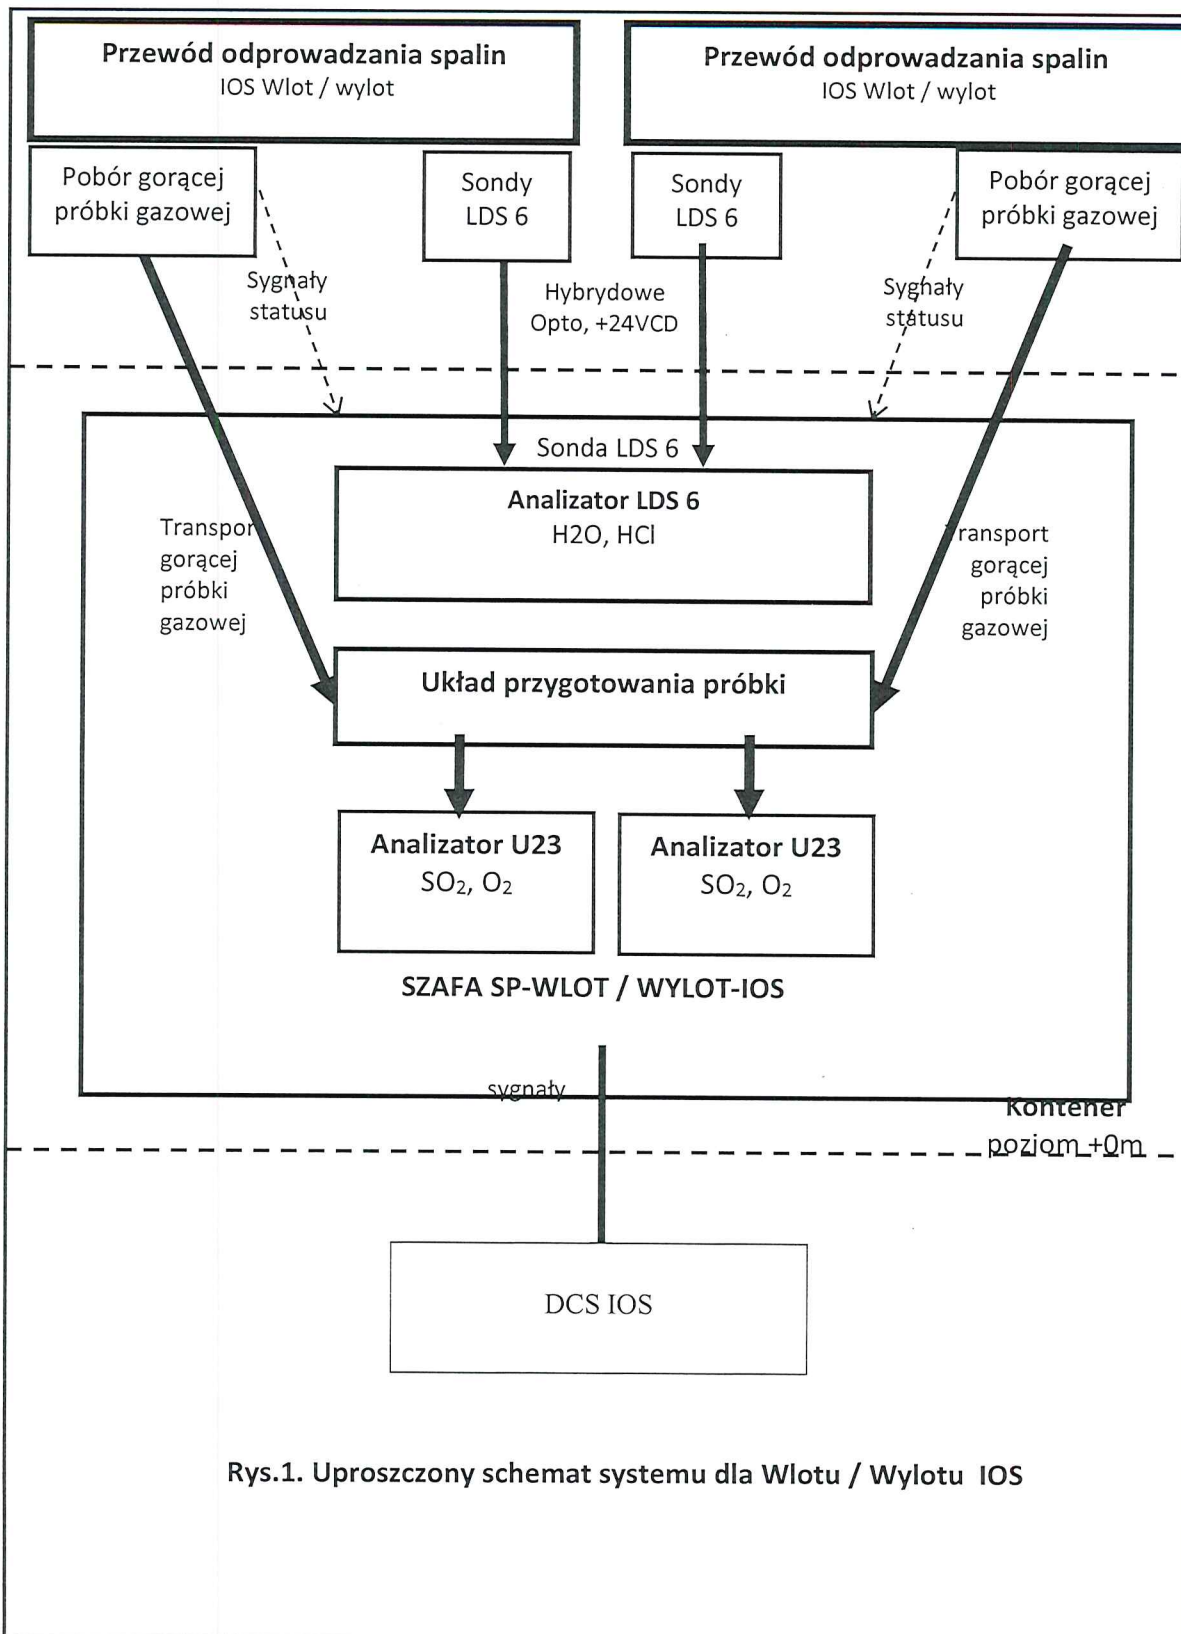 Przewód odprowadzania spalin
IOS Wlot / wylot
Przewód odprowadzania spalin
IOS Wlot / wylot
Pobór gorącej
próbki gazowej
Sondy
LDS 6
Sondy
LDS 6
Pobór gorącej
próbki gazowej
Sygnały
statusu
Hybrydowe
Opto, +24VCD
Sygnały
statusu
Sonda LDS 6
Analizator LDS 6
H2O, HCl
Transpor
gorącej
próbki
gazowej
Transport
gorącej
próbki
gazowej
Układ przygotowania próbki
Analizator U23
SO₂, O₂
Analizator U23
SO₂, O₂
SZAFA SP-WLOT / WYLOT-IOS
sygnały
Kontener
poziom +0m
DCS IOS
Rys.1. Uproszczony schemat systemu dla Wlotu / Wylotu IOS